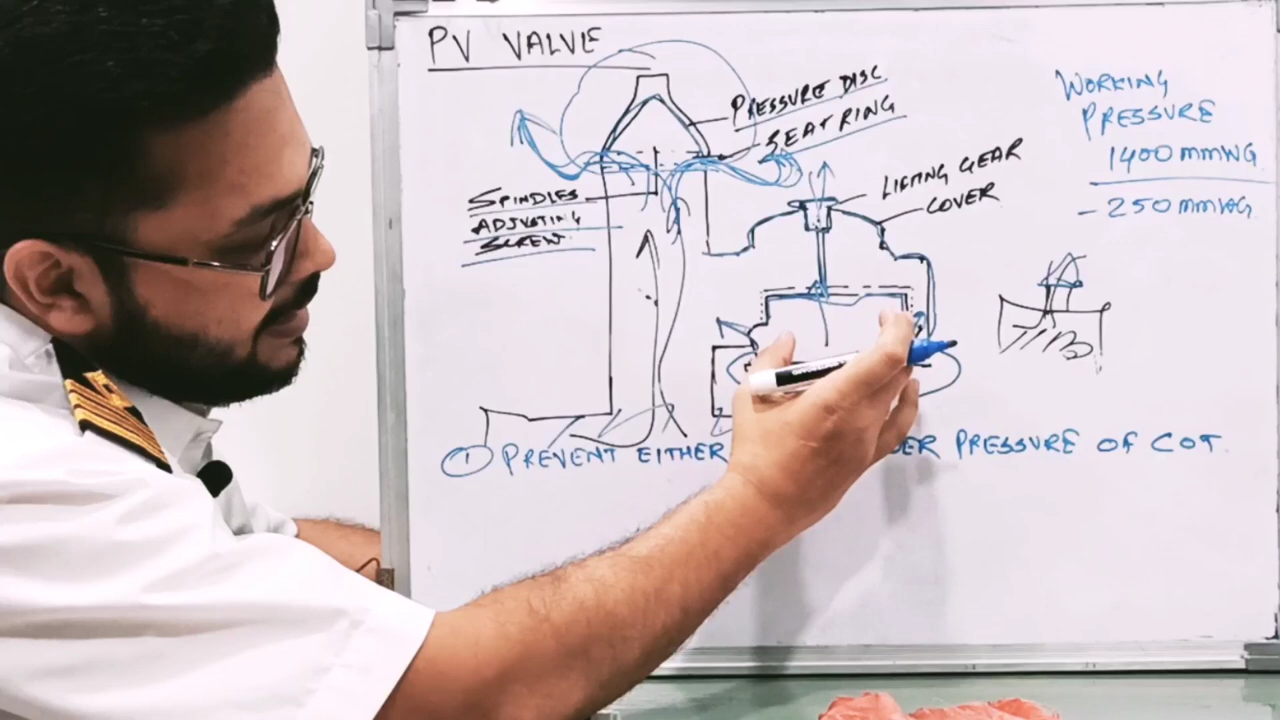 PV VALVE
PRESSURE DISC
SEAT RING
LIFTING GEAR
COVER
SPINDLES
ADJUSTING
SCREW
WORKING
PRESSURE
1400 mmWG
- 250 mmWG
① PREVENT EITHER PRESSURE OF COT.